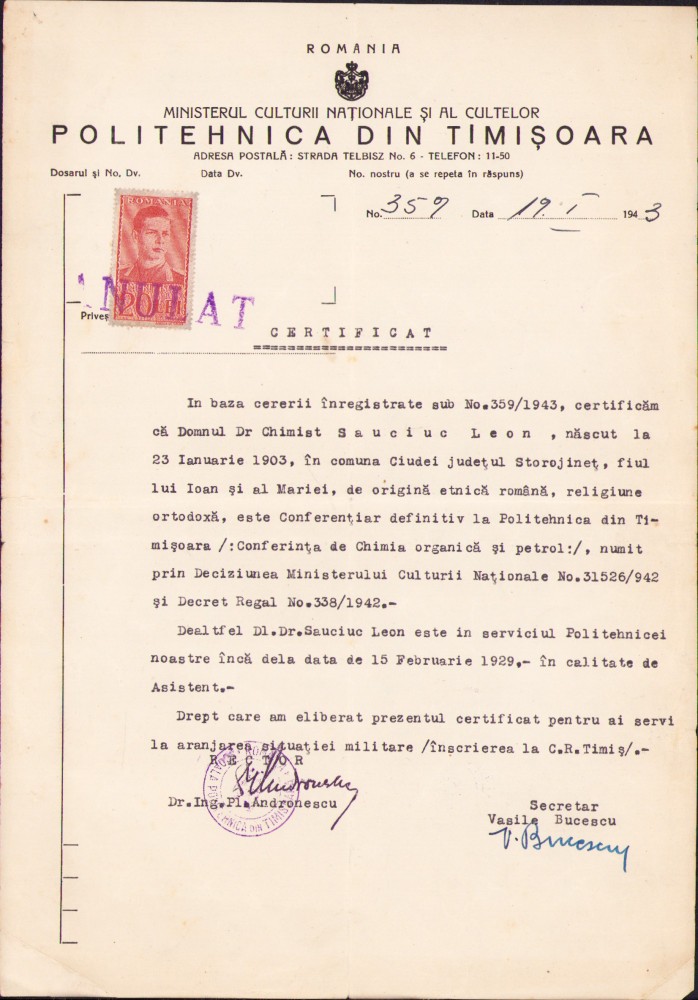 ROMANIA
MINISTERUL CULTURII NAȚIONALE ȘI AL CULTELOR
POLITEHNICA DIN TIMIȘOARA
ADRESA POSTALĂ: STRADA TELBISZ No. 6 - TELEFON: 11-50
Dosarul și No. Dv. Data Dv. No. nostru (a se repeta în răspuns)
No. 359 Data 19. I 1943
ROMANIA
20 LEI
ANULAT
Priveș
CERTIFICAT
In baza cererii înregistrate sub No.359/1943, certificăm
că Domnul Dr Chimist Sauciuc Leon , născut la
23 Ianuarie 1903, în comuna Ciudei județul Storojineț, fiul
lui Ioan și al Mariei, de origină etnică română, religiune
ortodoxă, este Conferențiar definitiv la Politehnica din Ti-
mișoara /:Conferința de Chimia organică și petrol:/, numit
prin Deciziunea Ministerului Culturii Naționale No.31526/942
și Decret Regal No.338/1942.-
Dealtfel Dl.Dr.Sauciuc Leon este in serviciul Politehnicei
noastre încă dela data de 15 Februarie 1929,- în calitate de
Asistent.-
Drept care am eliberat prezentul certificat pentru ai servi
la aranjarea situației militare /înscrierea la C.R.Timiș/.-
RECTOR
Dr.Ing.Pl.Andronescu
Secretar
Vasile Bucescu
V. Bucescu